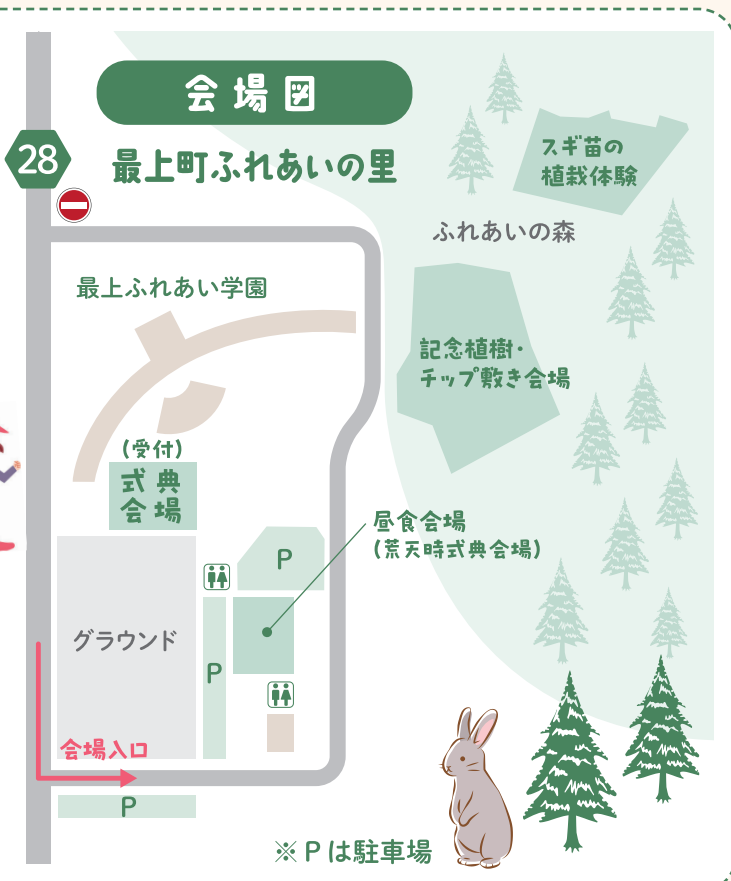 会場図
28
最上町ふれあいの里
スギ苗の
植栽体験
ふれあいの森
最上ふれあい学園
記念植樹・
チップ敷き会場
(受付)
式典
会場
昼食会場
(荒天時式典会場)
P
グラウンド
P
会場入口
P
※Pは駐車場